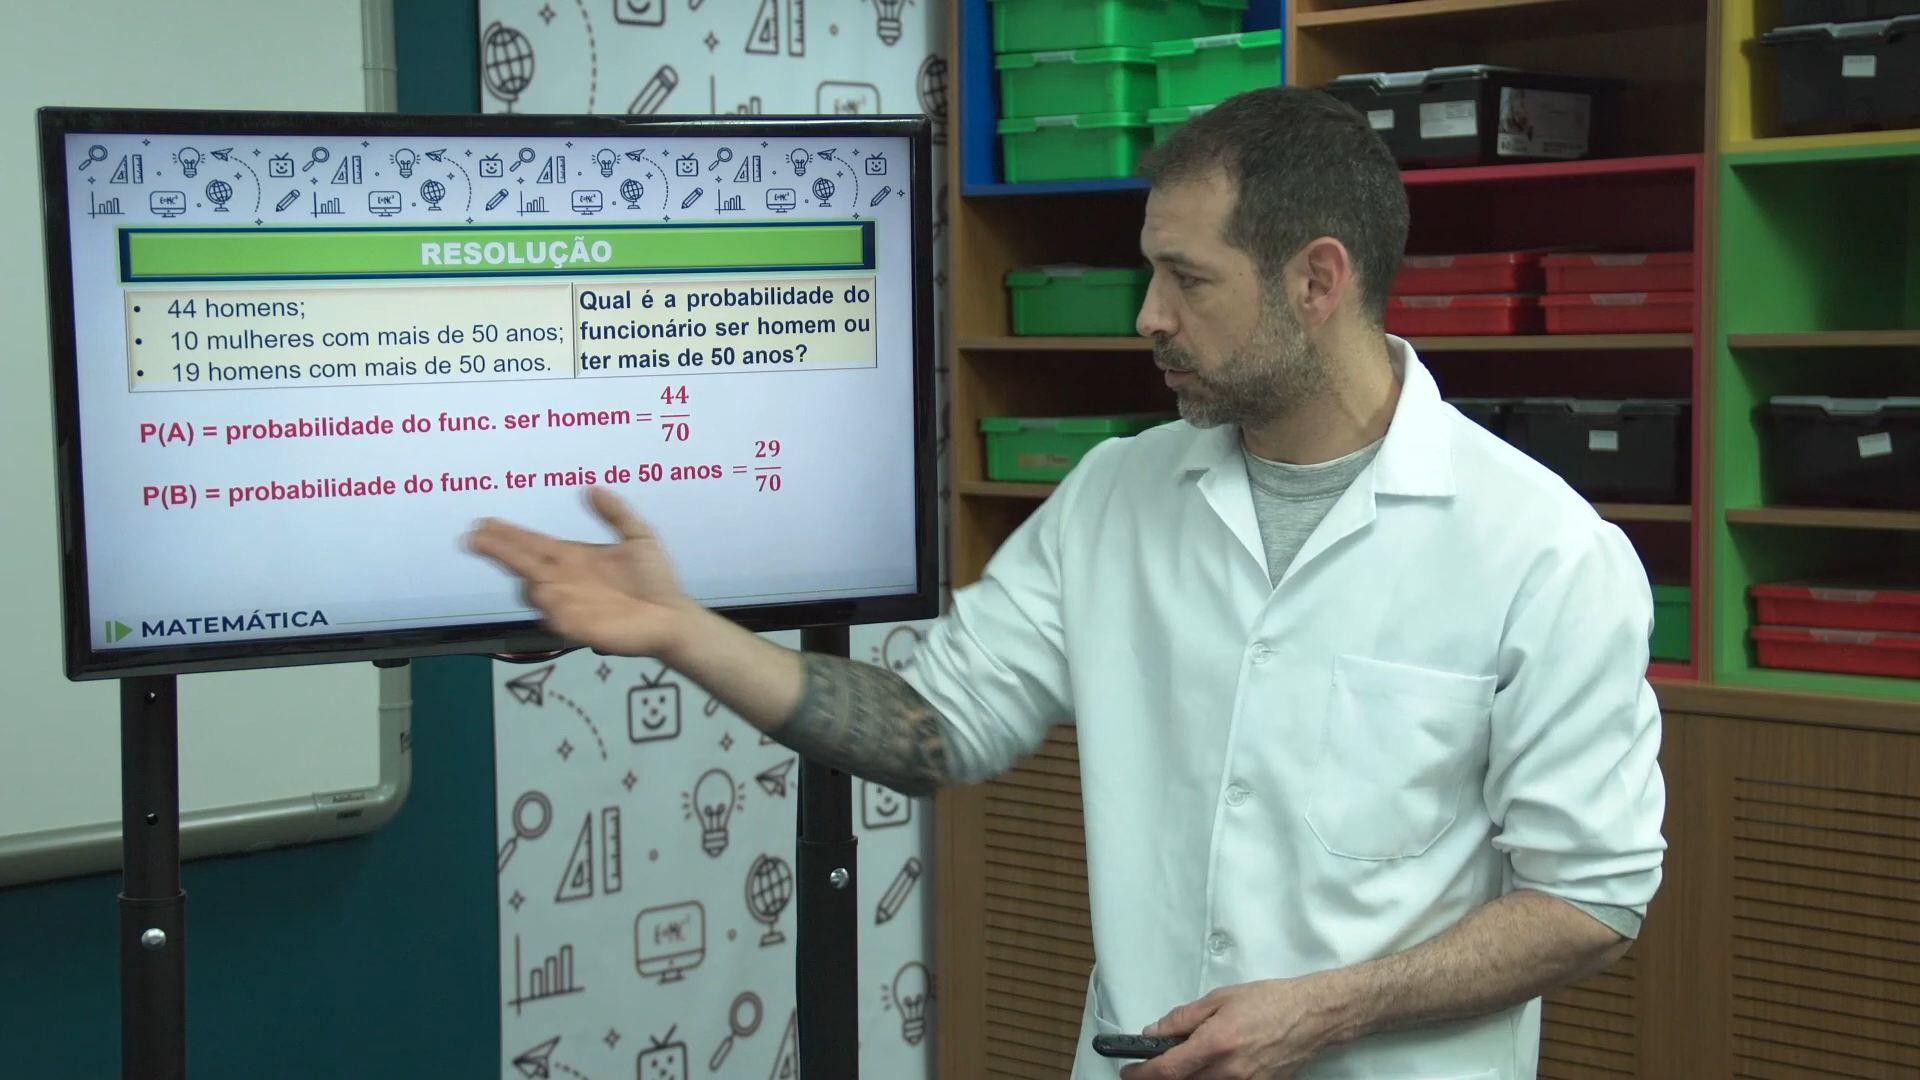 RESOLUÇÃO
• 44 homens;
• 10 mulheres com mais de 50 anos;
• 19 homens com mais de 50 anos.
Qual é a probabilidade do
funcionário ser homem ou
ter mais de 50 anos?
P(A) = probabilidade do func. ser homem = 44/70
P(B) = probabilidade do func. ter mais de 50 anos = 29/70
MATEMÁTICA